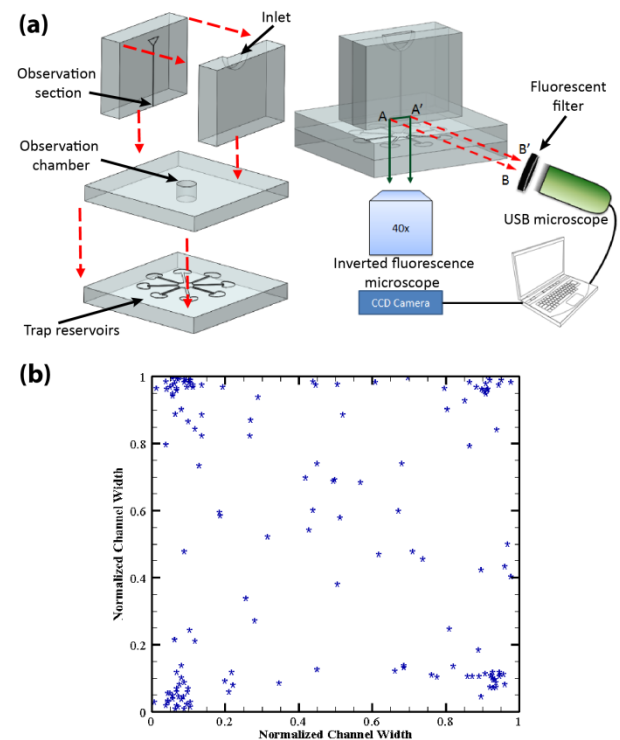 (a)
Inlet
Observation
section
Observation
chamber
Trap reservoirs
A
A'
B'
B
Fluorescent
filter
USB microscope
40x
Inverted fluorescence
microscope
CCD Camera
(b)
Normalized Channel Width
1
0.8
0.6
0.4
0.2
0
0
0.2
0.4
0.6
0.8
1
Normalized Channel Width